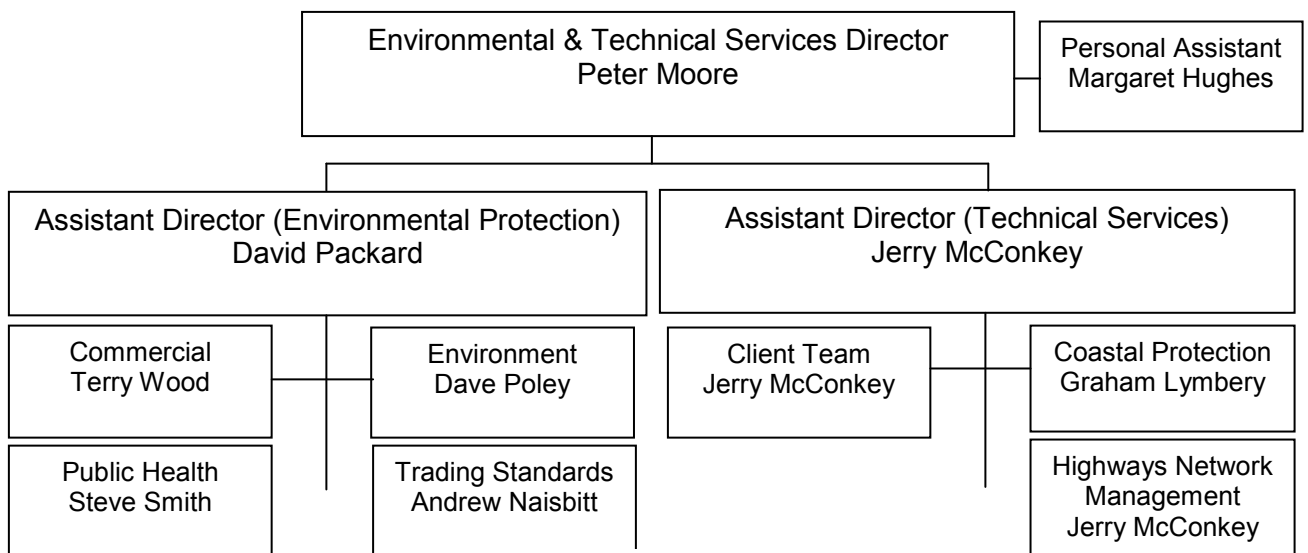 Environmental & Technical Services Director
Peter Moore
Personal Assistant
Margaret Hughes
Assistant Director (Environmental Protection)
David Packard
Assistant Director (Technical Services)
Jerry McConkey
Commercial
Terry Wood
Environment
Dave Poley
Client Team
Jerry McConkey
Coastal Protection
Graham Lymbery
Public Health
Steve Smith
Trading Standards
Andrew Naisbitt
Highways Network
Management
Jerry McConkey